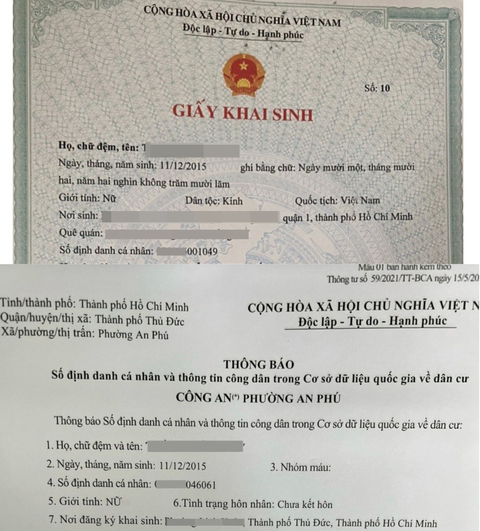 CỘNG HÒA XÃ HỘI CHỦ NGHĨA VIỆT NAM
Độc lập - Tự do - Hạnh phúc
Số: 10
GIẤY KHAI SINH
Họ, chữ đệm, tên:
Ngày, tháng, năm sinh: 11/12/2015 ghi bằng chữ: Ngày mười một, tháng mười
hai, năm hai nghìn không trăm mười lăm
Giới tính: Nữ Dân tộc: Kinh Quốc tịch: Việt Nam
Nơi sinh: quận 1, thành phố Hồ Chí Minh
Quê quán:
Số định danh cá nhân: 001049
Mẫu 01 ban hành kèm theo
Thông tư số 59/2021/TT-BCA ngày 15/5/20
Tỉnh/thành phố: Thành phố Hồ Chí Minh
Quận/huyện/thị xã: Thành phố Thủ Đức
Xã/phường/thị trấn: Phường An Phú
CỘNG HÒA XÃ HỘI CHỦ NGHĨA VIỆT N
Độc lập - Tự do - Hạnh phúc
THÔNG BÁO
Số định danh cá nhân và thông tin công dân trong Cơ sở dữ liệu quốc gia về dân cư
CÔNG AN(*) PHƯỜNG AN PHÚ
Thông báo Số định danh cá nhân và thông tin công dân trong Cơ sở dữ liệu quốc gia về dân cư:
1. Họ, chữ đệm và tên:
2. Ngày, tháng, năm sinh: 11/12/2015 3. Nhóm máu:
4. Số định danh cá nhân: 046061
5. Giới tính: NỮ 6.Tình trạng hôn nhân: Chưa kết hôn
7. Nơi đăng ký khai sinh: Thành phố Thủ Đức, Thành phố Hồ Chí Minh